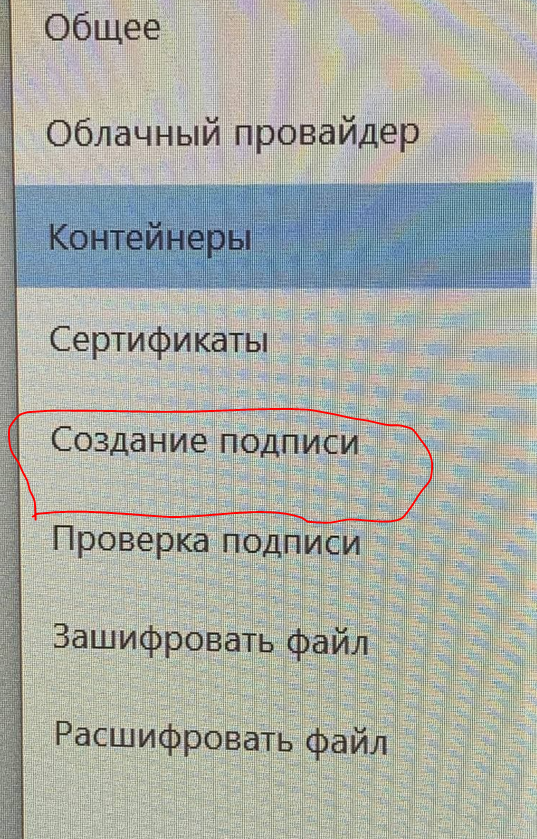 Общее
Облачный провайдер
Контейнеры
Сертификаты
Создание подписи
Проверка подписи
Зашифровать файл
Расшифровать файл